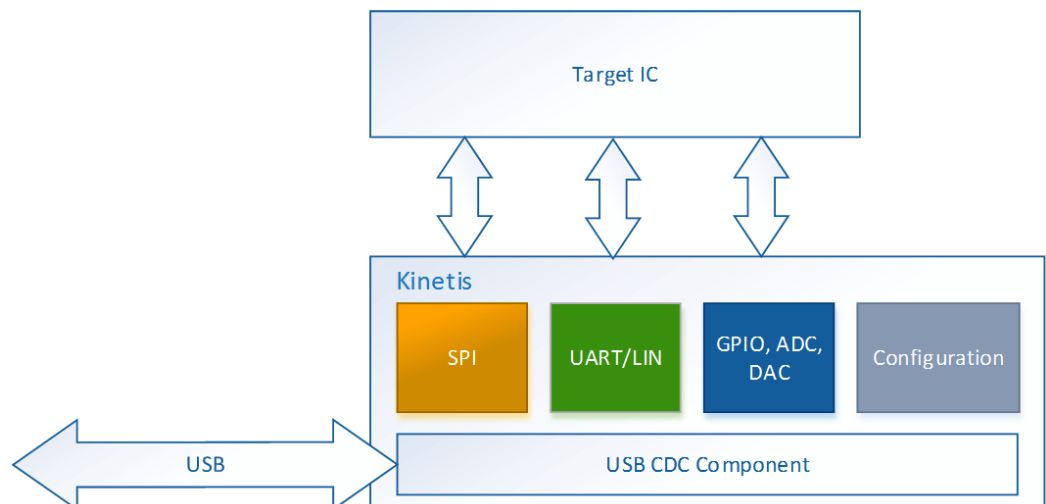 Target IC
Kinetis
SPI
UART/LIN
GPIO, ADC,
DAC
Configuration
USB
USB CDC Component